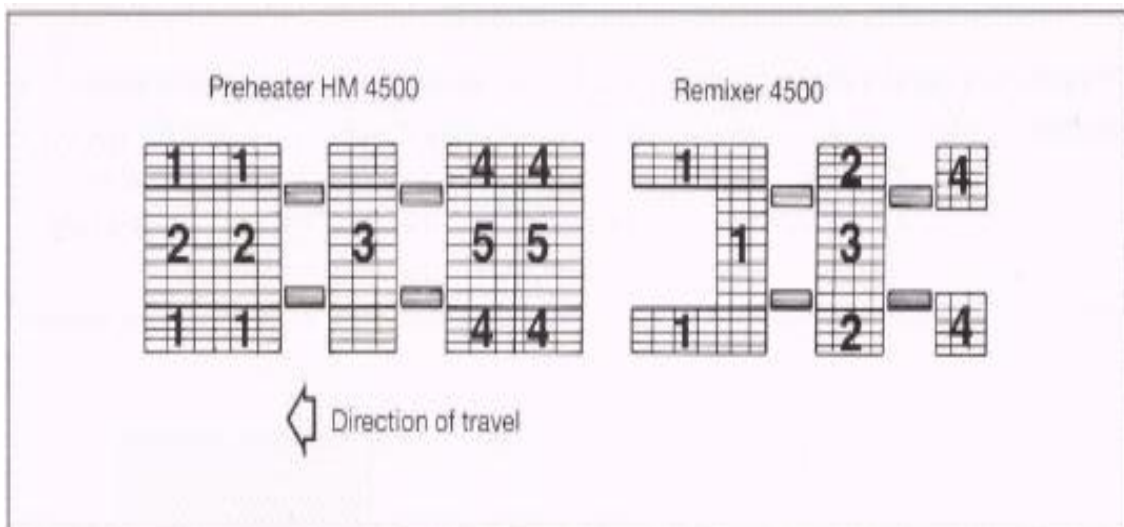 Preheater HM 4500 Remixer 4500
1 1 4 4 1 2 4
2 2 3 5 5 1 3
1 1 4 4 1 2 4
Direction of travel